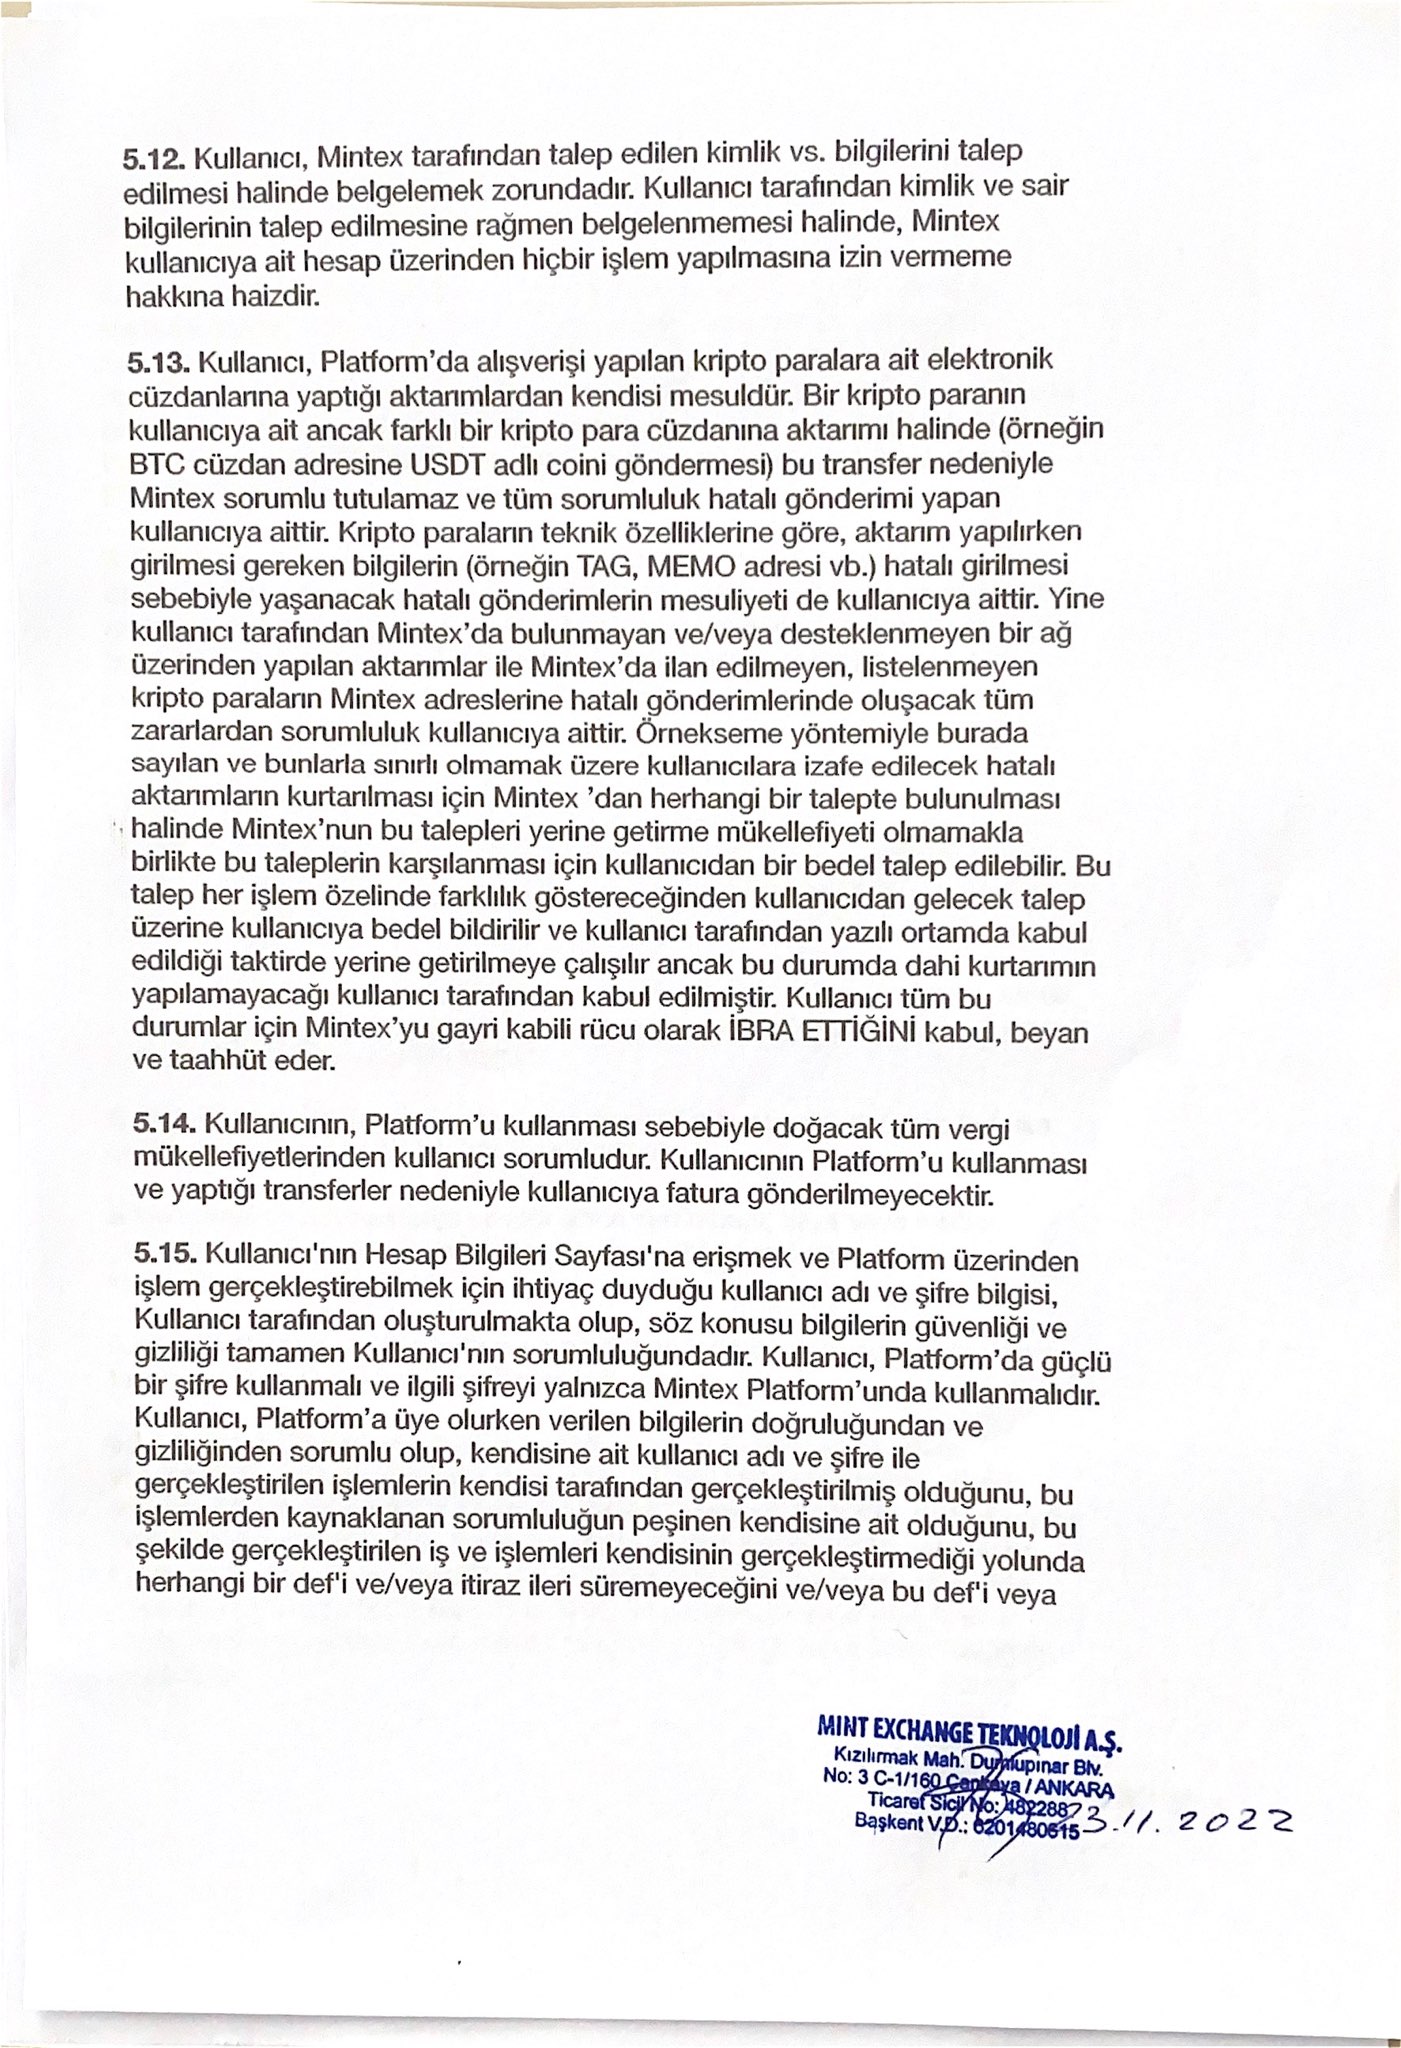 5.12. Kullanıcı, Mintex tarafından talep edilen kimlik vs. bilgilerini talep
edilmesi halinde belgelemek zorundadır. Kullanıcı tarafından kimlik ve sair
bilgilerinin talep edilmesine rağmen belgelenmemesi halinde, Mintex
kullanıcıya ait hesap üzerinden hiçbir işlem yapılmasına izin vermeme
hakkına haizdir.
5.13. Kullanıcı, Platform’da alışverişi yapılan kripto paralara ait elektronik
cüzdanlarına yaptığı aktarımlardan kendisi mesuldür. Bir kripto paranın
kullanıcıya ait ancak farklı bir kripto para cüzdanına aktarımı halinde (örneğin
BTC cüzdan adresine USDT adlı coini göndermesi) bu transfer nedeniyle
Mintex sorumlu tutulamaz ve tüm sorumluluk hatalı gönderimi yapan
kullanıcıya aittir. Kripto paraların teknik özelliklerine göre, aktarım yapılırken
girilmesi gereken bilgilerin (örneğin TAG, MEMO adresi vb.) hatalı girilmesi
sebebiyle yaşanacak hatalı gönderimlerin mesuliyeti de kullanıcıya aittir. Yine
kullanıcı tarafından Mintex’da bulunmayan ve/veya desteklenmeyen bir ağ
üzerinden yapılan aktarımlar ile Mintex’da ilan edilmeyen, listelenmeyen
kripto paraların Mintex adreslerine hatalı gönderimlerinde oluşacak tüm
zararlardan sorumluluk kullanıcıya aittir. Örnekseme yöntemiyle burada
sayılan ve bunlarla sınırlı olmamak üzere kullanıcılara izafe edilecek hatalı
aktarımların kurtarılması için Mintex ’dan herhangi bir talepte bulunulması
halinde Mintex’nun bu talepleri yerine getirme mükellefiyeti olmamakla
birlikte bu taleplerin karşılanması için kullanıcıdan bir bedel talep edilebilir. Bu
talep her işlem özelinde farklılık göstereceğinden kullanıcıdan gelecek talep
üzerine kullanıcıya bedel bildirilir ve kullanıcı tarafından yazılı ortamda kabul
edildiği taktirde yerine getirilmeye çalışılır ancak bu durumda dahi kurtarımın
yapılamayacağı kullanıcı tarafından kabul edilmiştir. Kullanıcı tüm bu
durumlar için Mintex’yu gayri kabili rücu olarak İBRA ETTİĞİNİ kabul, beyan
ve taahhüt eder.
5.14. Kullanıcının, Platform’u kullanması sebebiyle doğacak tüm vergi
mükellefiyetlerinden kullanıcı sorumludur. Kullanıcının Platform’u kullanması
ve yaptığı transferler nedeniyle kullanıcıya fatura gönderilmeyecektir.
5.15. Kullanıcı'nın Hesap Bilgileri Sayfası'na erişmek ve Platform üzerinden
işlem gerçekleştirebilmek için ihtiyaç duyduğu kullanıcı adı ve şifre bilgisi,
Kullanıcı tarafından oluşturulmakta olup, söz konusu bilgilerin güvenliği ve
gizliliği tamamen Kullanıcı'nın sorumluluğundadır. Kullanıcı, Platform’da güçlü
bir şifre kullanmalı ve ilgili şifreyi yalnızca Mintex Platform’unda kullanmalıdır.
Kullanıcı, Platform’a üye olurken verilen bilgilerin doğruluğundan ve
gizliliğinden sorumlu olup, kendisine ait kullanıcı adı ve şifre ile
gerçekleştirilen işlemlerin kendisi tarafından gerçekleştirilmiş olduğunu, bu
işlemlerden kaynaklanan sorumluluğun peşinen kendisine ait olduğunu, bu
şekilde gerçekleştirilen iş ve işlemleri kendisinin gerçekleştirmediği yolunda
herhangi bir def'i ve/veya itiraz ileri süremeyeceğini ve/veya bu def'i veya
MINT EXCHANGE TEKNOLOJİ A.Ş.
Kızılırmak Mah. Dumlupınar Blv.
No: 3 C-1/160 Çankaya / ANKARA
Ticaret Sicil No: 482288
Başkent V.D.: 6201480615
23.11.2022